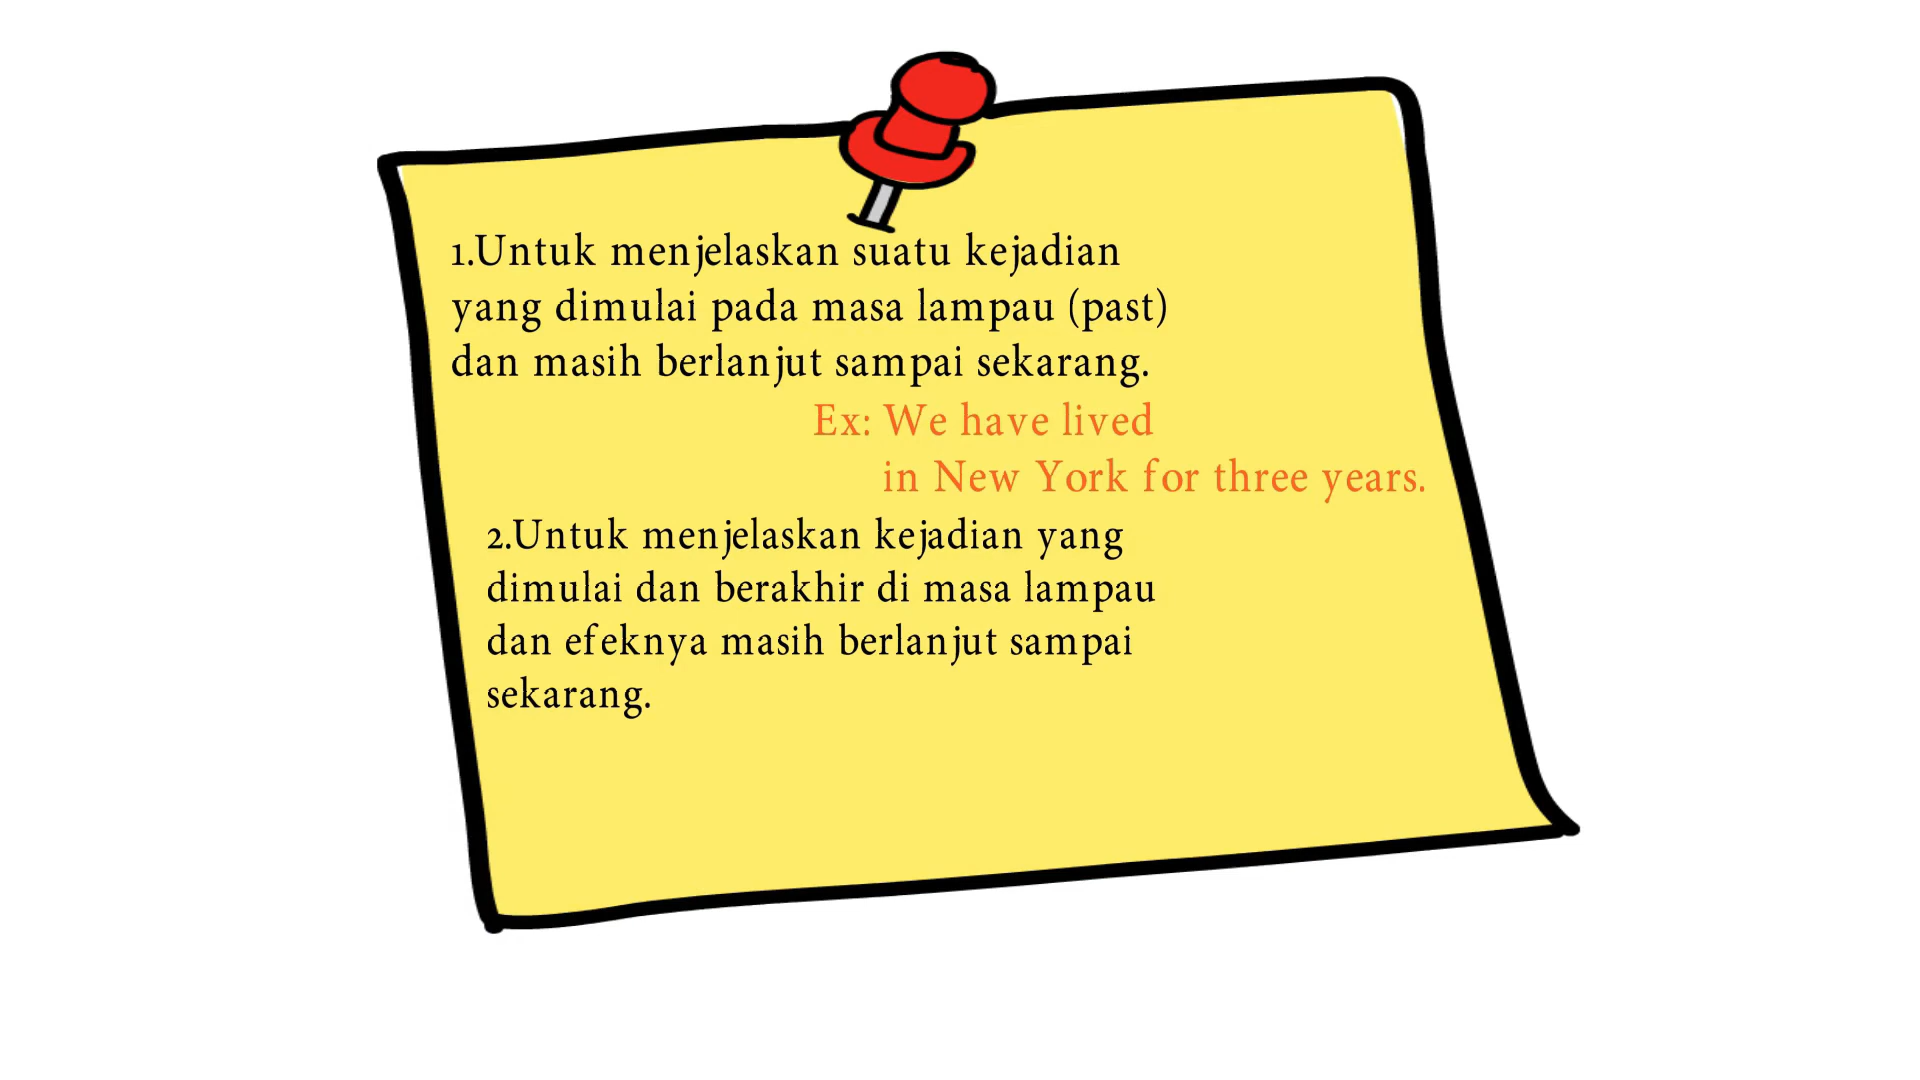 1.Untuk menjelaskan suatu kejadian
yang dimulai pada masa lampau (past)
dan masih berlanjut sampai sekarang.
Ex: We have lived
in New York for three years.
2.Untuk menjelaskan kejadian yang
dimulai dan berakhir di masa lampau
dan efeknya masih berlanjut sampai
sekarang.